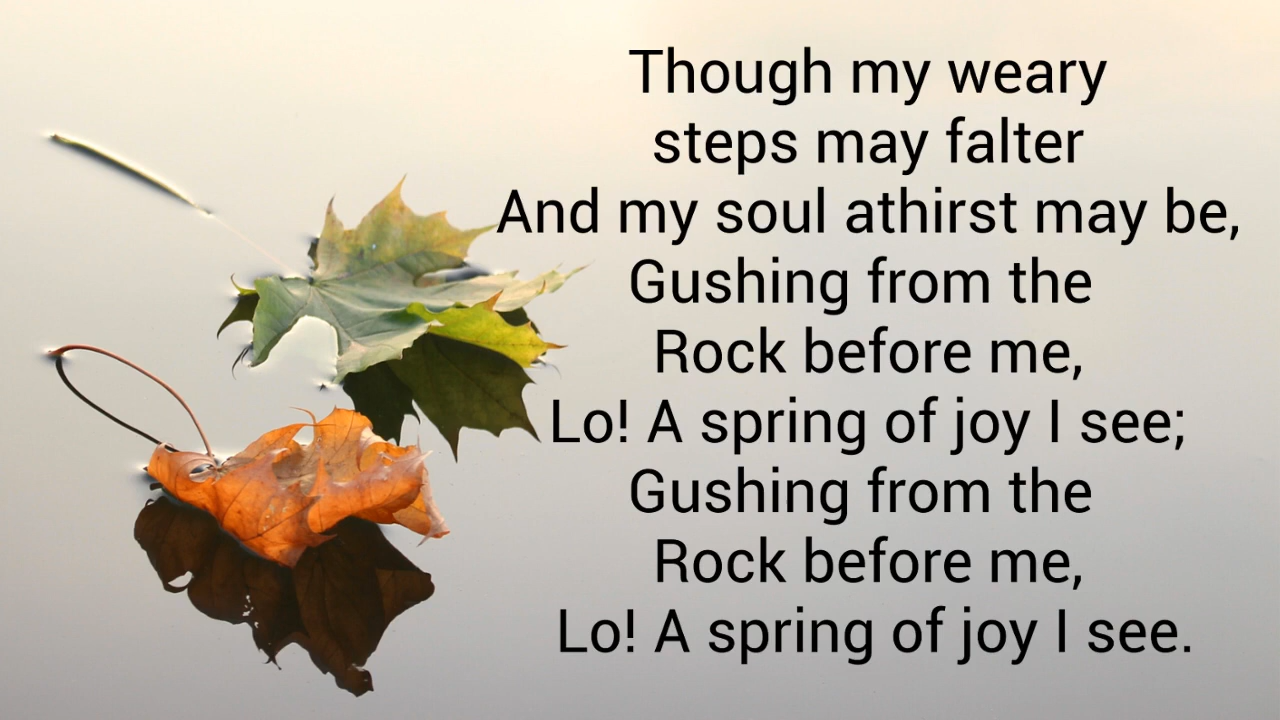 Though my weary
steps may falter
And my soul athirst may be,
Gushing from the
Rock before me,
Lo! A spring of joy I see;
Gushing from the
Rock before me,
Lo! A spring of joy I see.